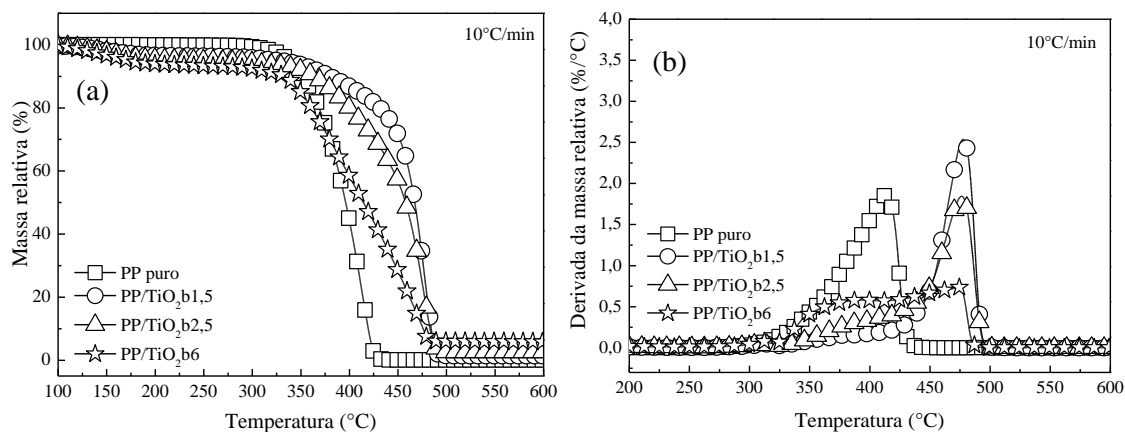 10°C/min
(a)
Massa relativa (%)
100
80
60
40
20
0
PP puro
PP/TiO₂b1,5
PP/TiO₂b2,5
PP/TiO₂b6
100 150 200 250 300 350 400 450 500 550 600
Temperatura (°C)
10°C/min
(b)
Derivada da massa relativa (%/°C)
4,0
3,5
3,0
2,5
2,0
1,5
1,0
0,5
0,0
PP puro
PP/TiO₂b1,5
PP/TiO₂b2,5
PP/TiO₂b6
200 250 300 350 400 450 500 550 600
Temperatura (°C)